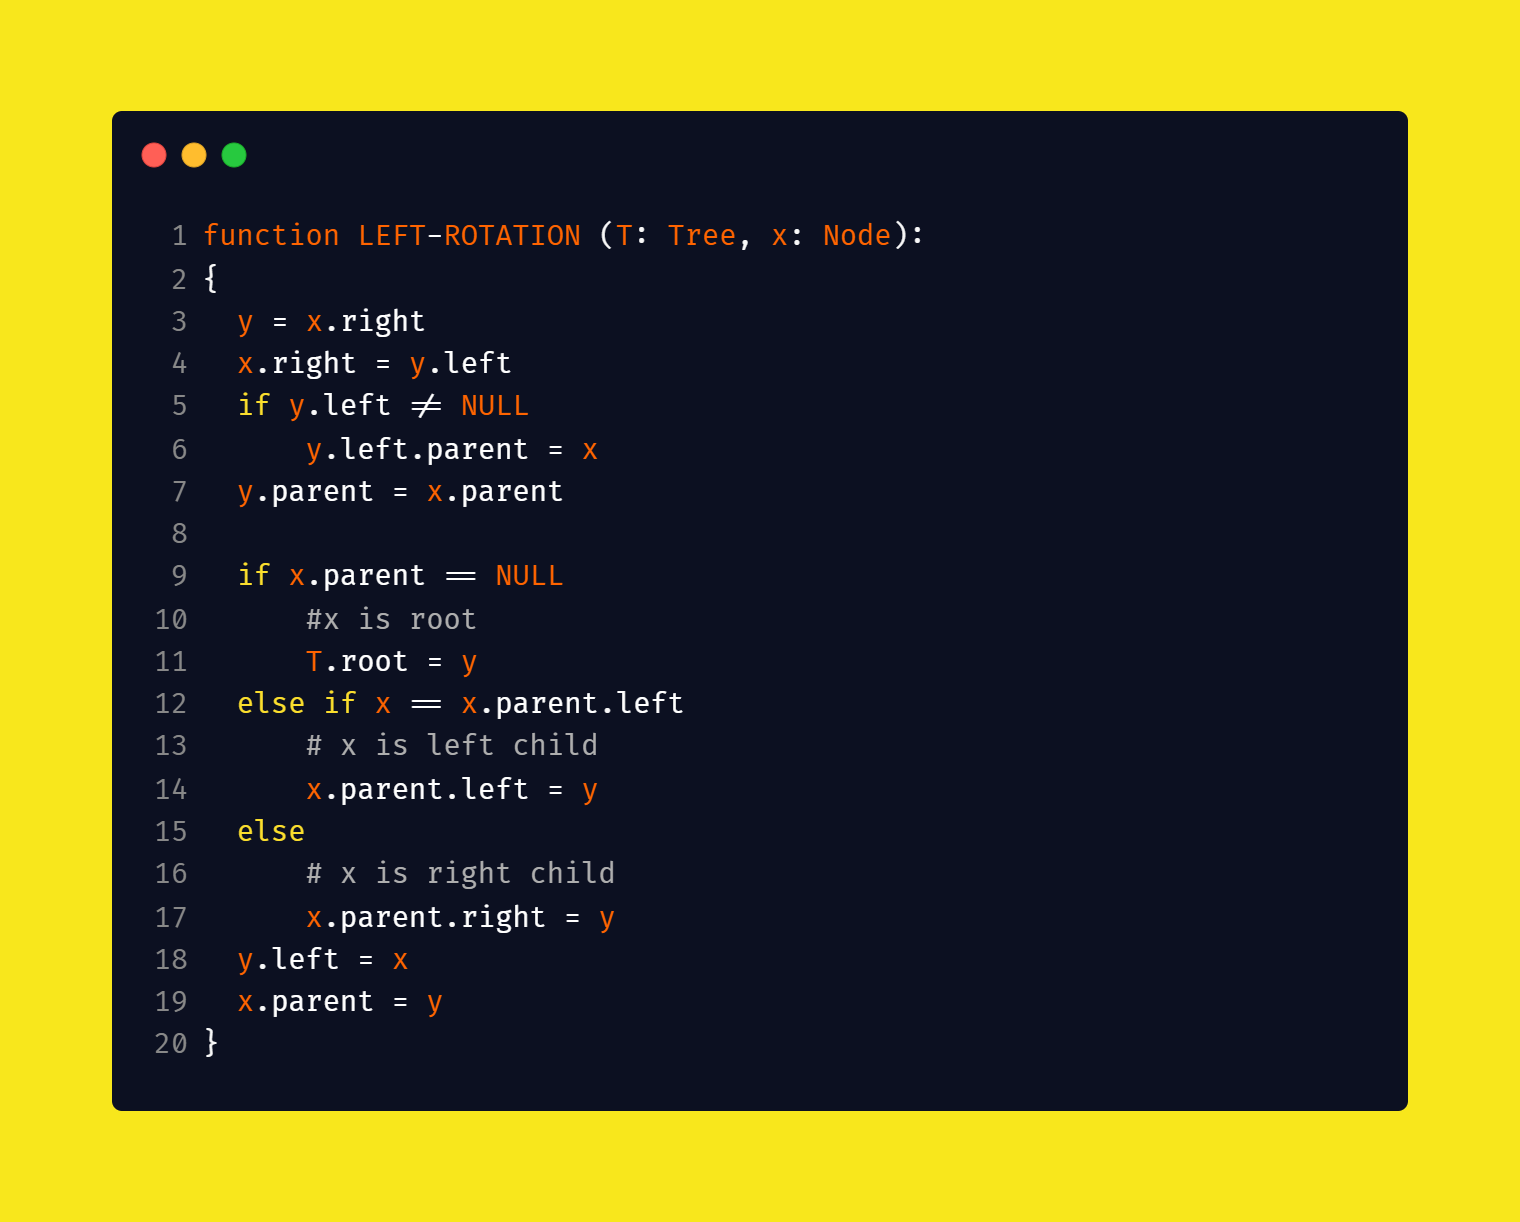 1 function LEFT-ROTATION (T: Tree, x: Node):
2 {
3   y = x.right
4   x.right = y.left
5   if y.left ≠ NULL
6       y.left.parent = x
7   y.parent = x.parent
8
9   if x.parent == NULL
10       #x is root
11       T.root = y
12   else if x == x.parent.left
13       # x is left child
14       x.parent.left = y
15   else
16       # x is right child
17       x.parent.right = y
18   y.left = x
19   x.parent = y
20 }